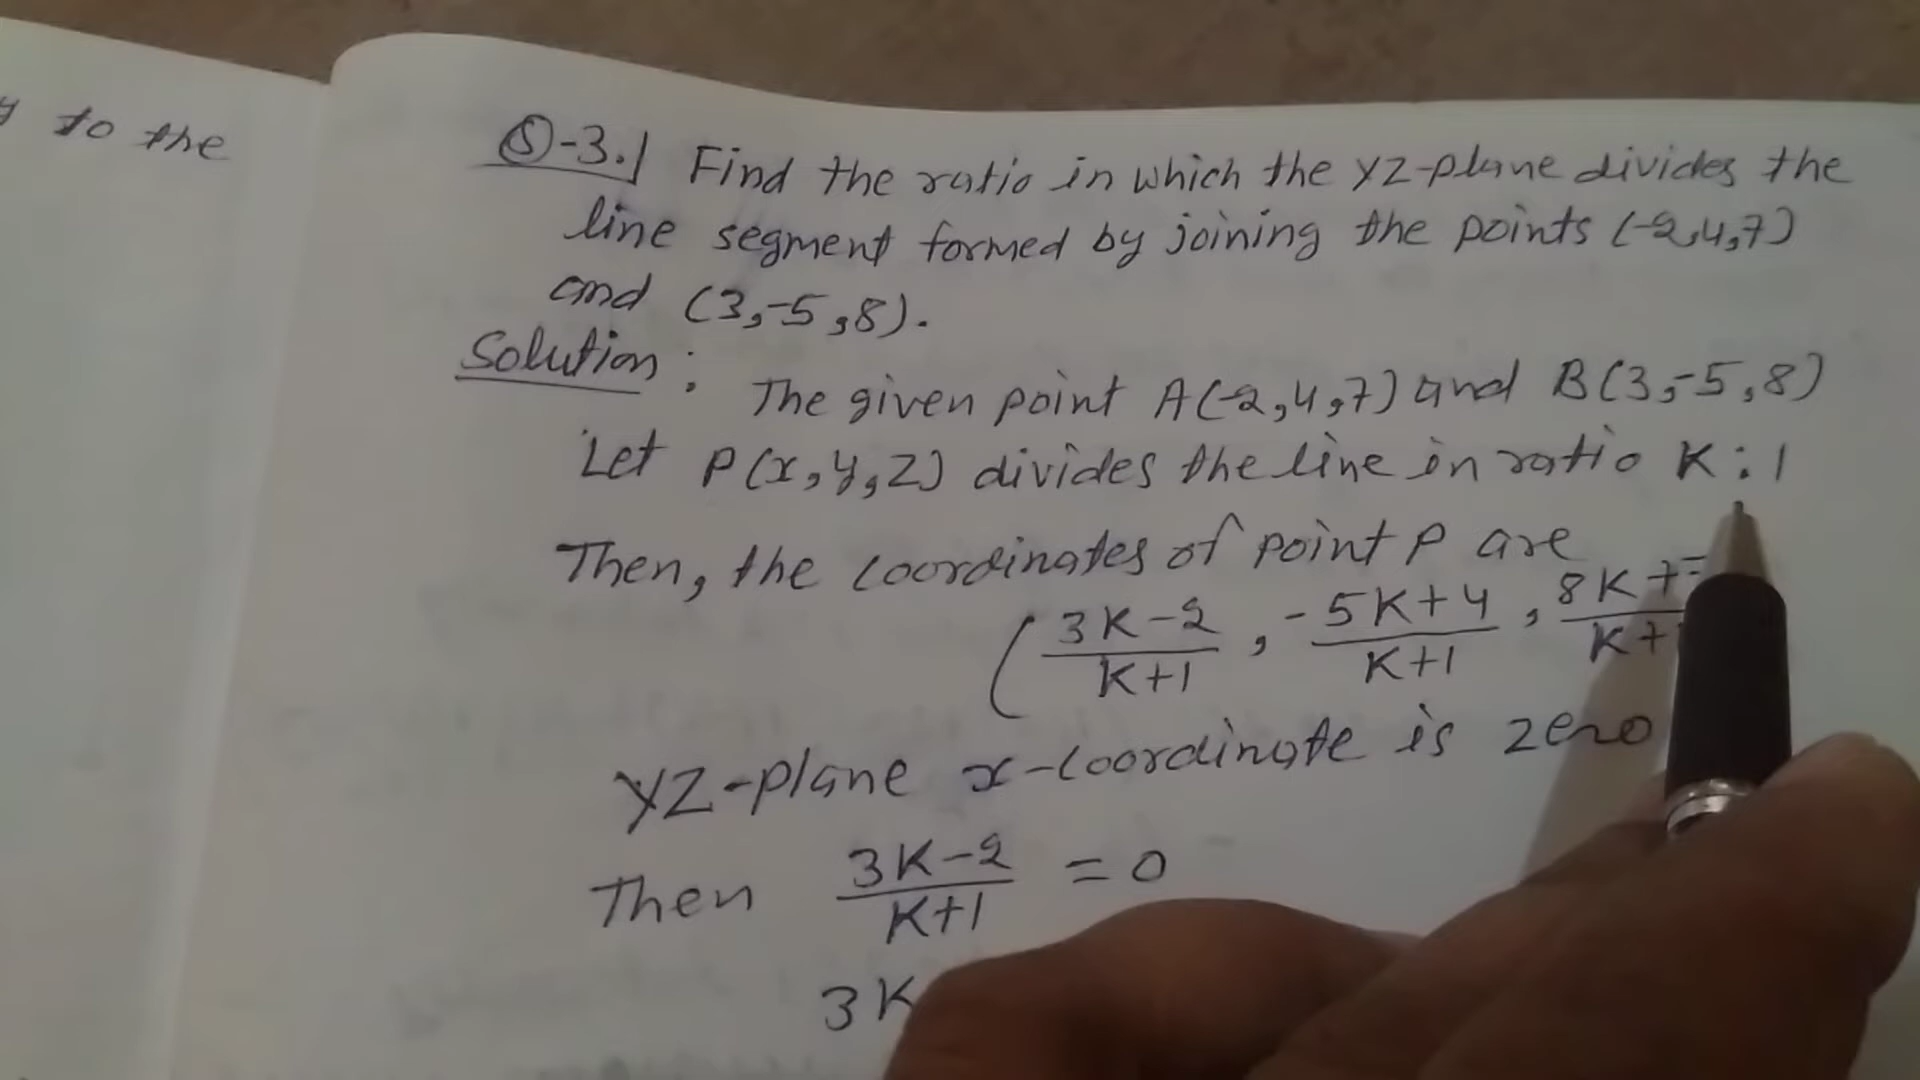 to the
Q-3. Find the ratio in which the YZ-plane divides the
line segment formed by joining the points (-2,4,7)
and (3,-5,8).
Solution: The given point A(-2,4,7) and B(3,-5,8)
Let P(x,y,z) divides the line in ratio K:1
Then, the coordinates of point P are
(3K-2/K+1, -5K+4/K+1, 8K+/K+
YZ-plane x-coordinate is zero
Then 3K-2/K+1 = 0
3K